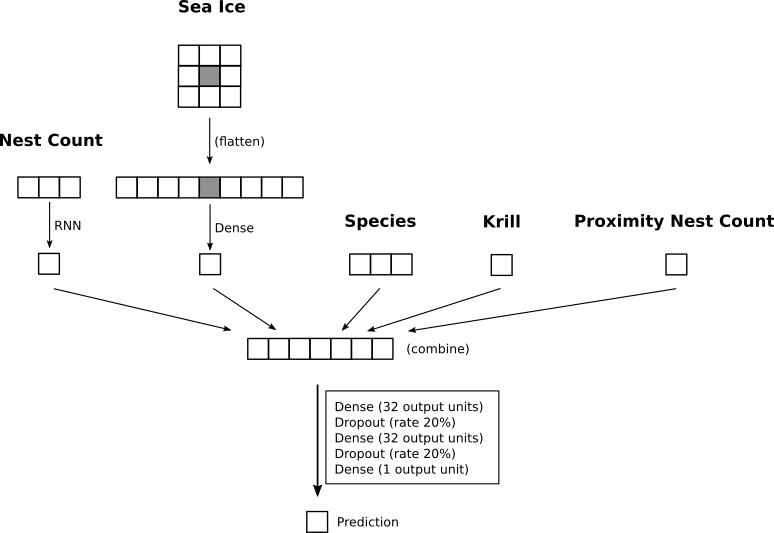 Sea Ice
(flatten)
Nest Count
RNN
Dense
Species
Krill
Proximity Nest Count
(combine)
Dense (32 output units)
Dropout (rate 20%)
Dense (32 output units)
Dropout (rate 20%)
Dense (1 output unit)
Prediction